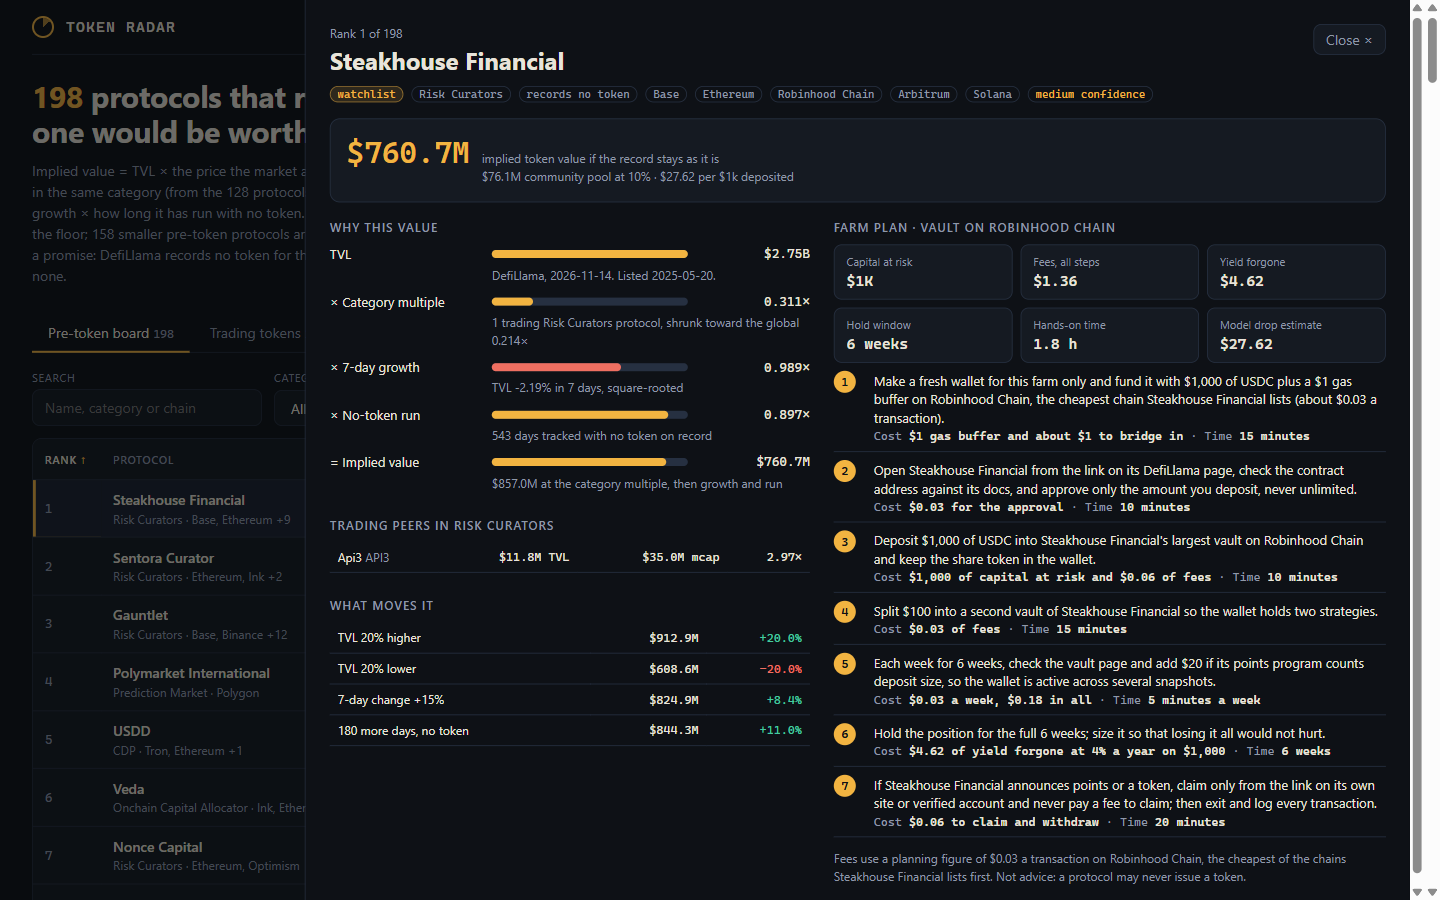 TOKEN RADAR
198 protocols that r
one would be worth
Implied value = TVL × the price the market a
in the same category (from the 128 protocol
growth × how long it has run with no token.
the floor; 158 smaller pre-token protocols ar
a promise: DefiLlama records no token for th
none.
Pre-token board 198
Trading tokens
SEARCH
CATEG
Name, category or chain
All
RANK ↑ PROTOCOL
1 Steakhouse Financial
Risk Curators · Base, Ethereum +9
2 Sentora Curator
Risk Curators · Ethereum, Ink +2
3 Gauntlet
Risk Curators · Base, Binance +12
4 Polymarket International
Prediction Market · Polygon
5 USDD
CDP · Tron, Ethereum +1
6 Veda
Onchain Capital Allocator · Ink, Ether
7 Nonce Capital
Risk Curators · Ethereum, Optimism
Rank 1 of 198
Steakhouse Financial
Close ×
watchlist Risk Curators records no token Base Ethereum Robinhood Chain Arbitrum Solana medium confidence
$760.7M
implied token value if the record stays as it is
$76.1M community pool at 10% · $27.62 per $1k deposited
WHY THIS VALUE
TVL $2.75B
DefiLlama, 2026-11-14. Listed 2025-05-20.
× Category multiple 0.311×
1 trading Risk Curators protocol, shrunk toward the global
0.214×
× 7-day growth 0.989×
TVL -2.19% in 7 days, square-rooted
× No-token run 0.897×
543 days tracked with no token on record
= Implied value $760.7M
$857.0M at the category multiple, then growth and run
TRADING PEERS IN RISK CURATORS
Api3 API3 $11.8M TVL $35.0M mcap 2.97×
WHAT MOVES IT
TVL 20% higher $912.9M +20.0%
TVL 20% lower $608.6M −20.0%
7-day change +15% $824.9M +8.4%
180 more days, no token $844.3M +11.0%
FARM PLAN · VAULT ON ROBINHOOD CHAIN
Capital at risk
$1K
Fees, all steps
$1.36
Yield forgone
$4.62
Hold window
6 weeks
Hands-on time
1.8 h
Model drop estimate
$27.62
1 Make a fresh wallet for this farm only and fund it with $1,000 of USDC plus a $1 gas
buffer on Robinhood Chain, the cheapest chain Steakhouse Financial lists (about $0.03 a
transaction).
Cost $1 gas buffer and about $1 to bridge in · Time 15 minutes
2 Open Steakhouse Financial from the link on its DefiLlama page, check the contract
address against its docs, and approve only the amount you deposit, never unlimited.
Cost $0.03 for the approval · Time 10 minutes
3 Deposit $1,000 of USDC into Steakhouse Financial's largest vault on Robinhood Chain
and keep the share token in the wallet.
Cost $1,000 of capital at risk and $0.06 of fees · Time 10 minutes
4 Split $100 into a second vault of Steakhouse Financial so the wallet holds two strategies.
Cost $0.03 of fees · Time 15 minutes
5 Each week for 6 weeks, check the vault page and add $20 if its points program counts
deposit size, so the wallet is active across several snapshots.
Cost $0.03 a week, $0.18 in all · Time 5 minutes a week
6 Hold the position for the full 6 weeks; size it so that losing it all would not hurt.
Cost $4.62 of yield forgone at 4% a year on $1,000 · Time 6 weeks
7 If Steakhouse Financial announces points or a token, claim only from the link on its own
site or verified account and never pay a fee to claim; then exit and log every transaction.
Cost $0.06 to claim and withdraw · Time 20 minutes
Fees use a planning figure of $0.03 a transaction on Robinhood Chain, the cheapest of the chains
Steakhouse Financial lists first. Not advice: a protocol may never issue a token.